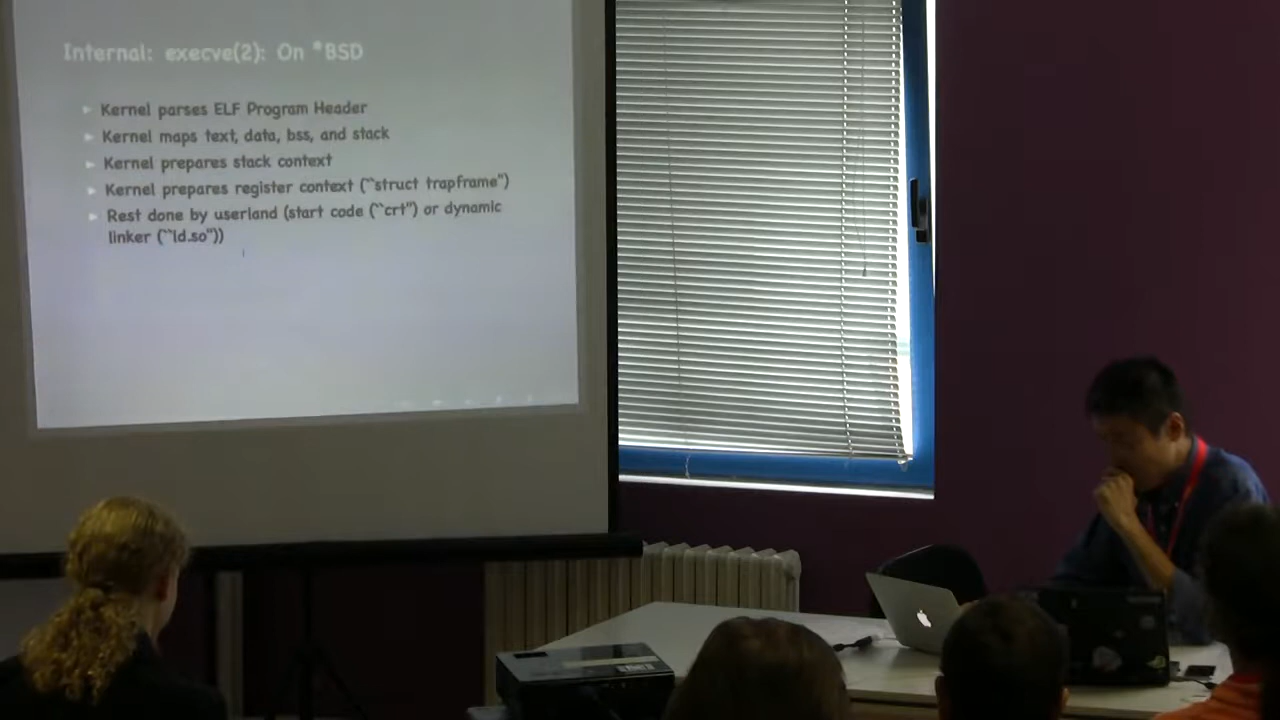 Internal: execve(2): On *BSD
Kernel parses ELF Program Header
Kernel maps text, data, bss, and stack
Kernel prepares stack context
Kernel prepares register context (``struct trapframe'')
Rest done by userland (start code (``crt'') or dynamic
linker (``ld.so''))